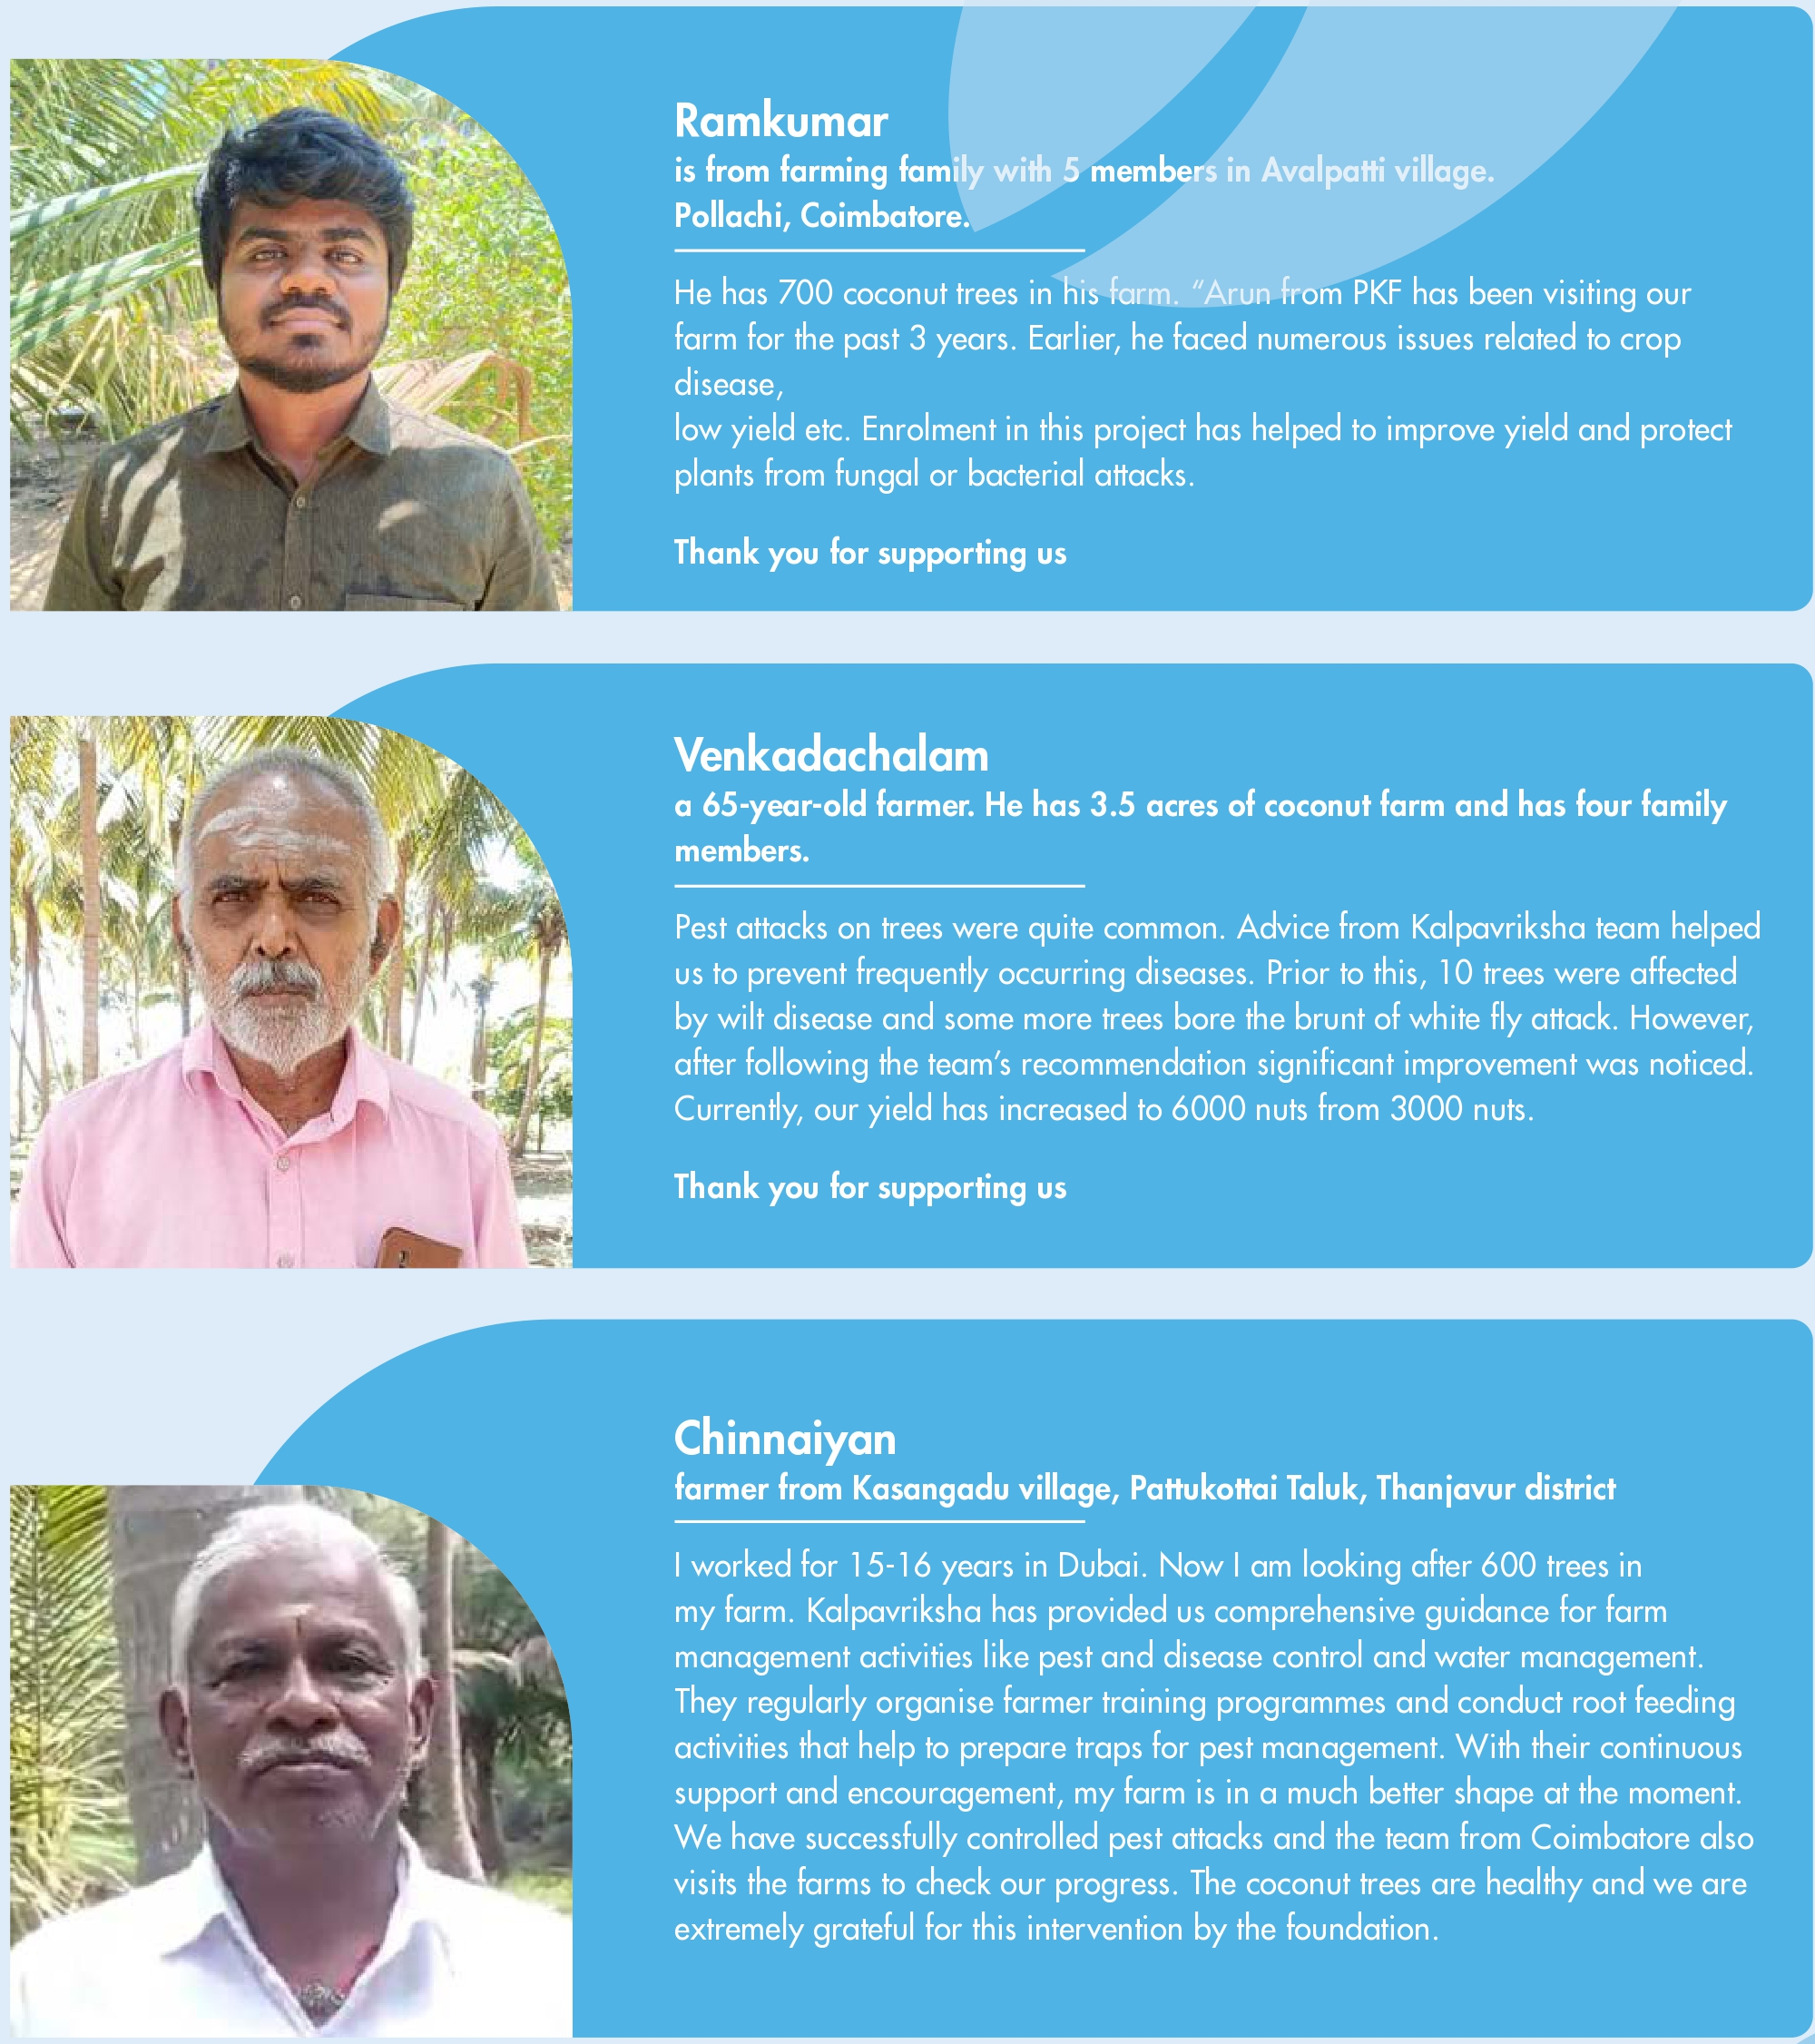 Ramkumar
is from farming family with 5 members in Avalpatti village.
Pollachi, Coimbatore.
He has 700 coconut trees in his farm. “Arun from PKF has been visiting our
farm for the past 3 years. Earlier, he faced numerous issues related to crop
disease,
low yield etc. Enrolment in this project has helped to improve yield and protect
plants from fungal or bacterial attacks.
Thank you for supporting us
Venkadachalam
a 65-year-old farmer. He has 3.5 acres of coconut farm and has four family
members.
Pest attacks on trees were quite common. Advice from Kalpavriksha team helped
us to prevent frequently occurring diseases. Prior to this, 10 trees were affected
by wilt disease and some more trees bore the brunt of white fly attack. However,
after following the team’s recommendation significant improvement was noticed.
Currently, our yield has increased to 6000 nuts from 3000 nuts.
Thank you for supporting us
Chinnaiyan
farmer from Kasangadu village, Pattukottai Taluk, Thanjavur district
I worked for 15-16 years in Dubai. Now I am looking after 600 trees in
my farm. Kalpavriksha has provided us comprehensive guidance for farm
management activities like pest and disease control and water management.
They regularly organise farmer training programmes and conduct root feeding
activities that help to prepare traps for pest management. With their continuous
support and encouragement, my farm is in a much better shape at the moment.
We have successfully controlled pest attacks and the team from Coimbatore also
visits the farms to check our progress. The coconut trees are healthy and we are
extremely grateful for this intervention by the foundation.